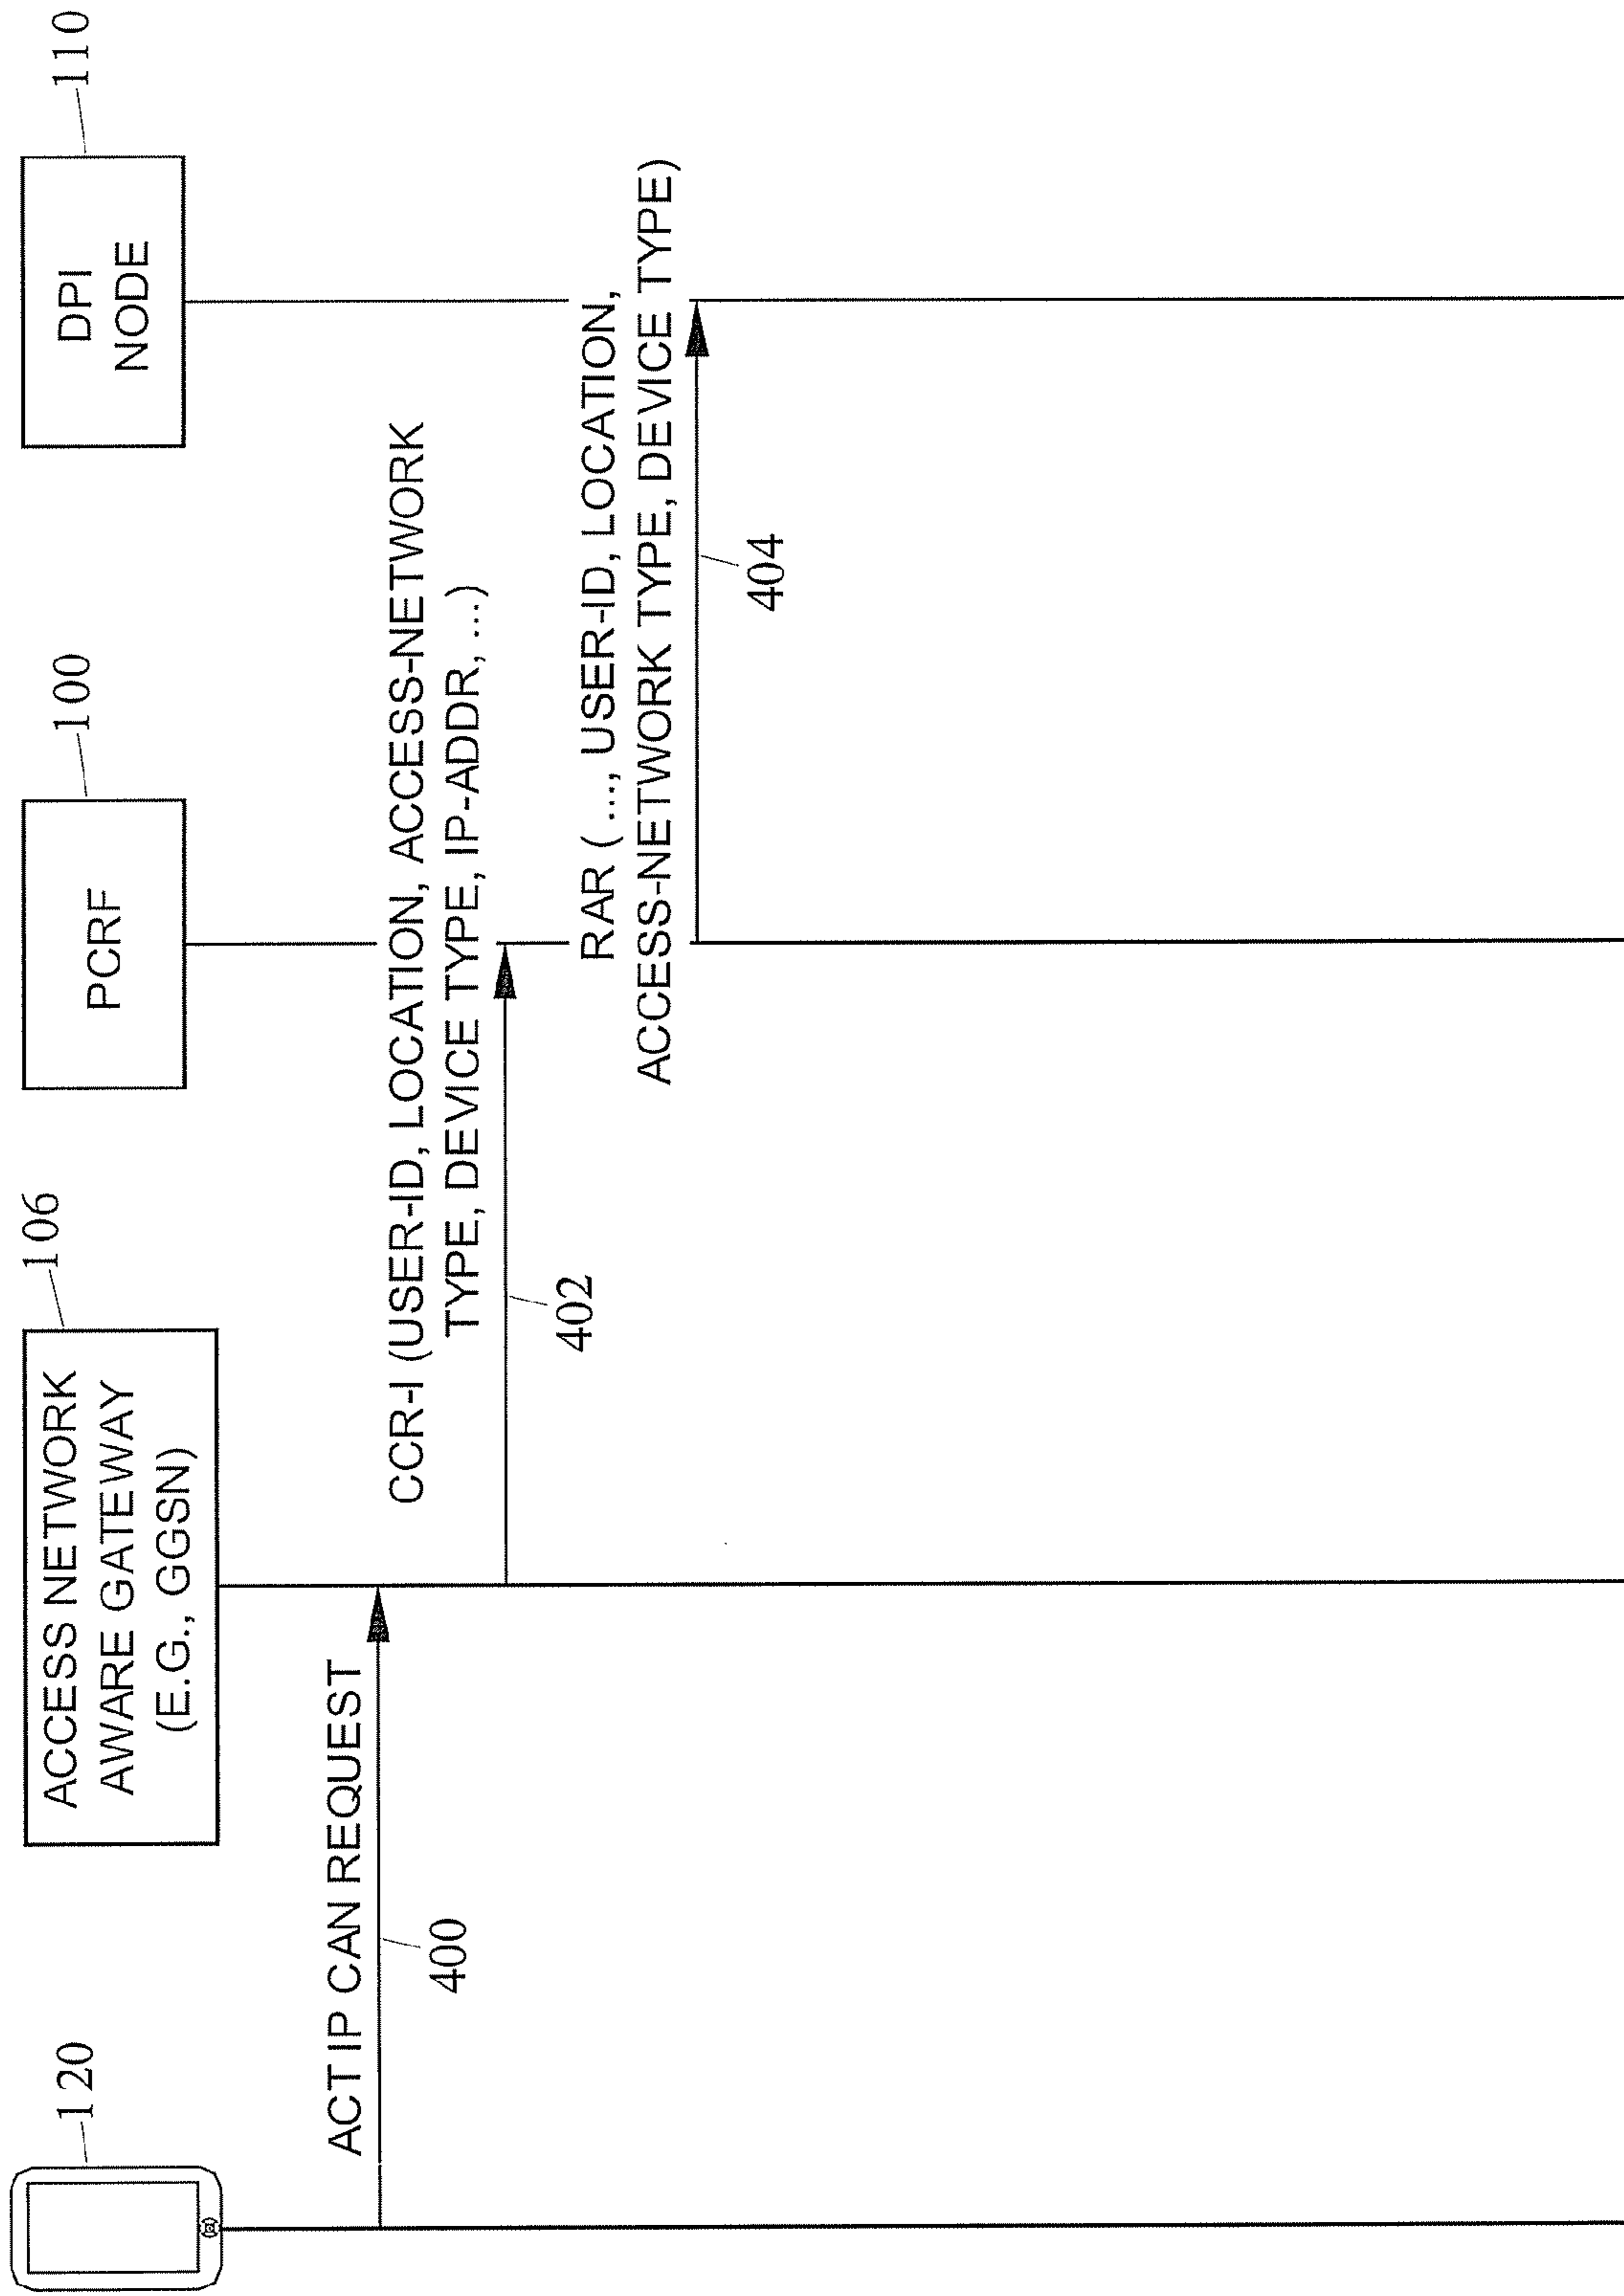 120
106
100
110
ACCESS NETWORK
AWARE GATEWAY
(E.G., GGSN)
PCRF
DPI
NODE
ACT IP CAN REQUEST
400
CCR-I (USER-ID, LOCATION, ACCESS-NETWORK
TYPE, DEVICE TYPE, IP-ADDR, ...)
402
RAR ( ..., USER-ID, LOCATION,
ACCESS-NETWORK TYPE, DEVICE TYPE)
404